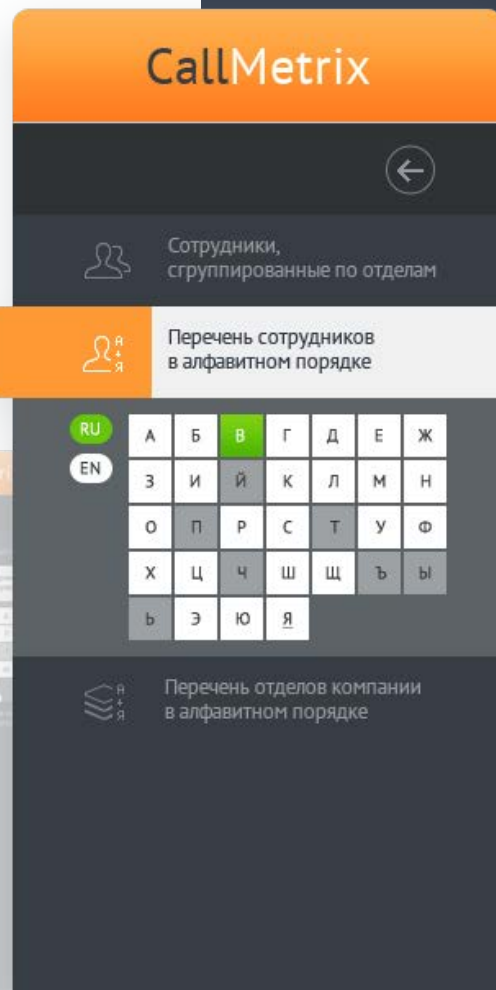 CallMetrix
Сотрудники,
сгруппированные по отделам
А
Я
Перечень сотрудников
в алфавитном порядке
RU
А Б В Г Д Е Ж
EN
З И Й К Л М Н
О П Р С Т У Ф
Х Ц Ч Ш Щ Ъ Ы
Ь Э Ю Я
А
Я
Перечень отделов компании
в алфавитном порядке